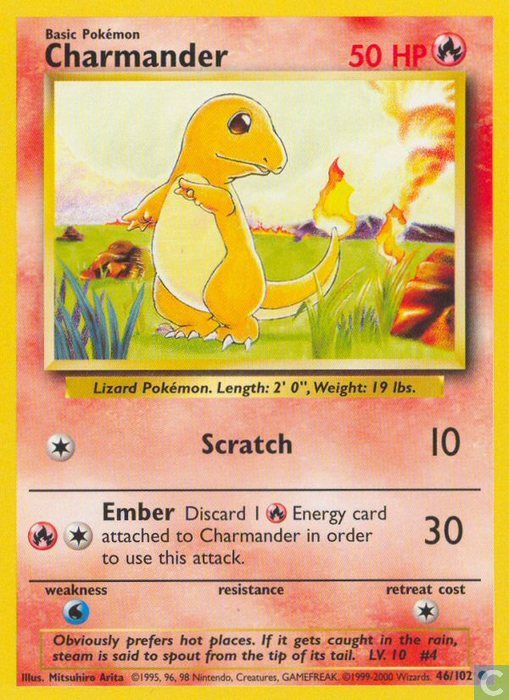 Basic Pokémon
Charmander 50 HP
Lizard Pokémon. Length: 2' 0", Weight: 19 lbs.
Scratch 10
Ember Discard 1 Energy card
attached to Charmander in order
to use this attack.
30
weakness resistance retreat cost
Obviously prefers hot places. If it gets caught in the rain,
steam is said to spout from the tip of its tail. LV. 10 #4
Illus. Mitsuhiro Arita ©1995, 96, 98 Nintendo, Creatures, GAMEFREAK. ©1999-2000 Wizards. 46/102 ●
C